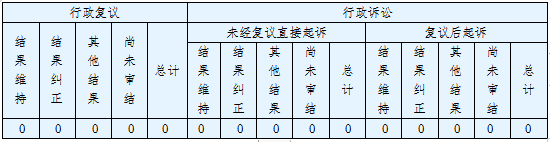 行政复议 行政诉讼
未经复议直接起诉 复议后起诉
结果维持 结果纠正 其他结果 尚未审结 总计 结果维持 结果纠正 其他结果 尚未审结 总计 结果维持 结果纠正 其他结果 尚未审结 总计
0 0 0 0 0 0 0 0 0 0 0 0 0 0 0